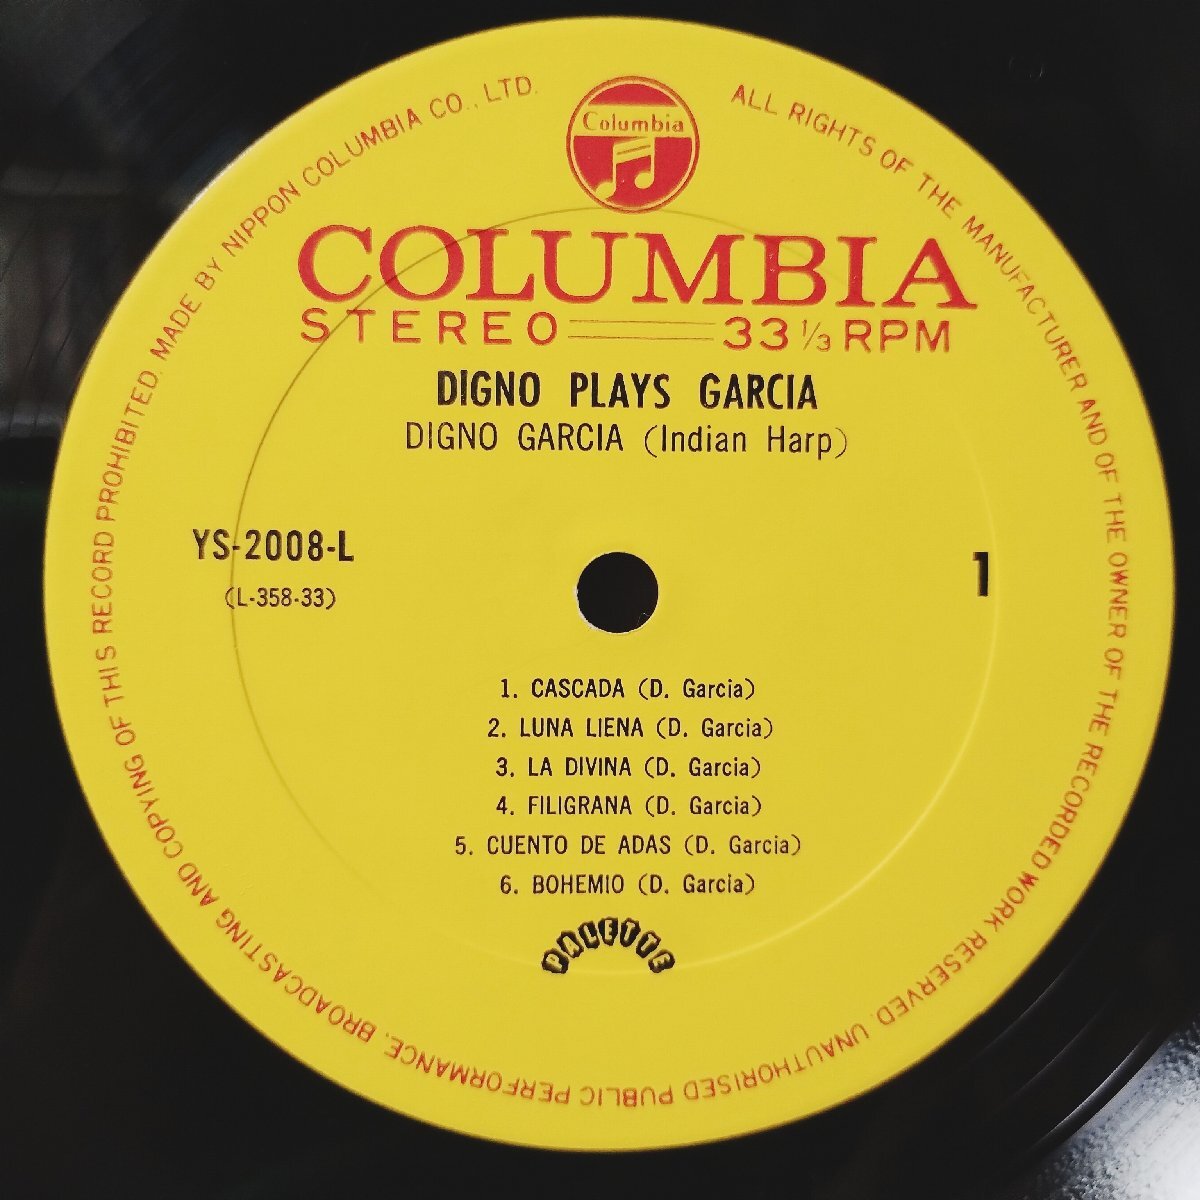 Columbia
COLUMBIA
STEREO 33 1/3 RPM
DIGNO PLAYS GARCIA
DIGNO GARCIA (Indian Harp)
YS-2008-L
(L-358-33)
1
1. CASCADA (D. Garcia)
2. LUNA LIENA (D. Garcia)
3. LA DIVINA (D. Garcia)
4. FILIGRANA (D. Garcia)
5. CUENTO DE ADAS (D. Garcia)
6. BOHEMIO (D. Garcia)
PALETTE
ALL RIGHTS OF THE MANUFACTURER AND OF THE OWNER OF THE RECORDED WORK RESERVED. UNAUTHORISED PUBLIC PERFORMANCE. BROADCASTING AND COPYING OF THIS RECORD PROHIBITED. MADE BY NIPPON COLUMBIA CO., LTD.